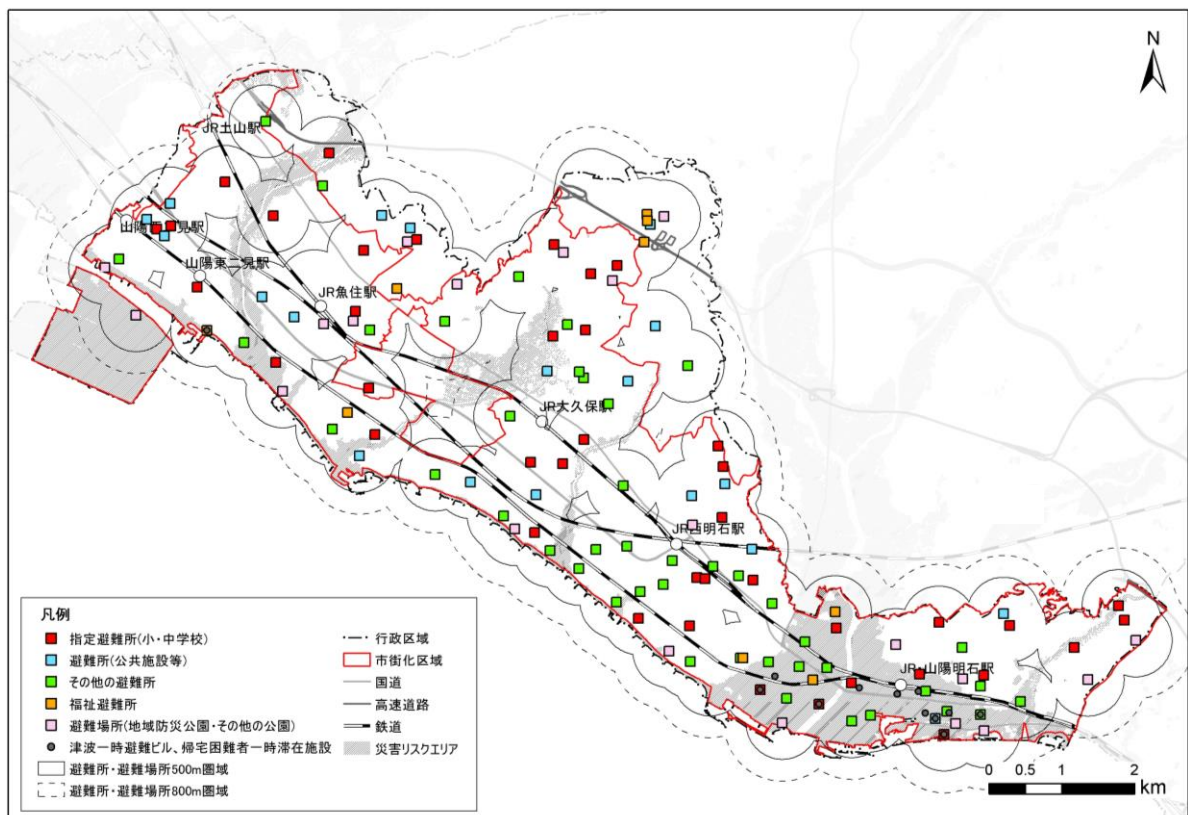 N
JR土山駅
山陽西二見駅
山陽東二見駅
JR魚住駅
JR大久保駅
JR西明石駅
JR・山陽明石駅
凡例
指定避難所(小・中学校)
避難所(公共施設等)
その他の避難所
福祉避難所
避難場所(地域防災公園・その他の公園)
津波一時避難ビル、帰宅困難者一時滞在施設
避難所・避難場所500m圏域
避難所・避難場所800m圏域
行政区域
市街化区域
国道
高速道路
鉄道
災害リスクエリア
0 0.5 1 2
km